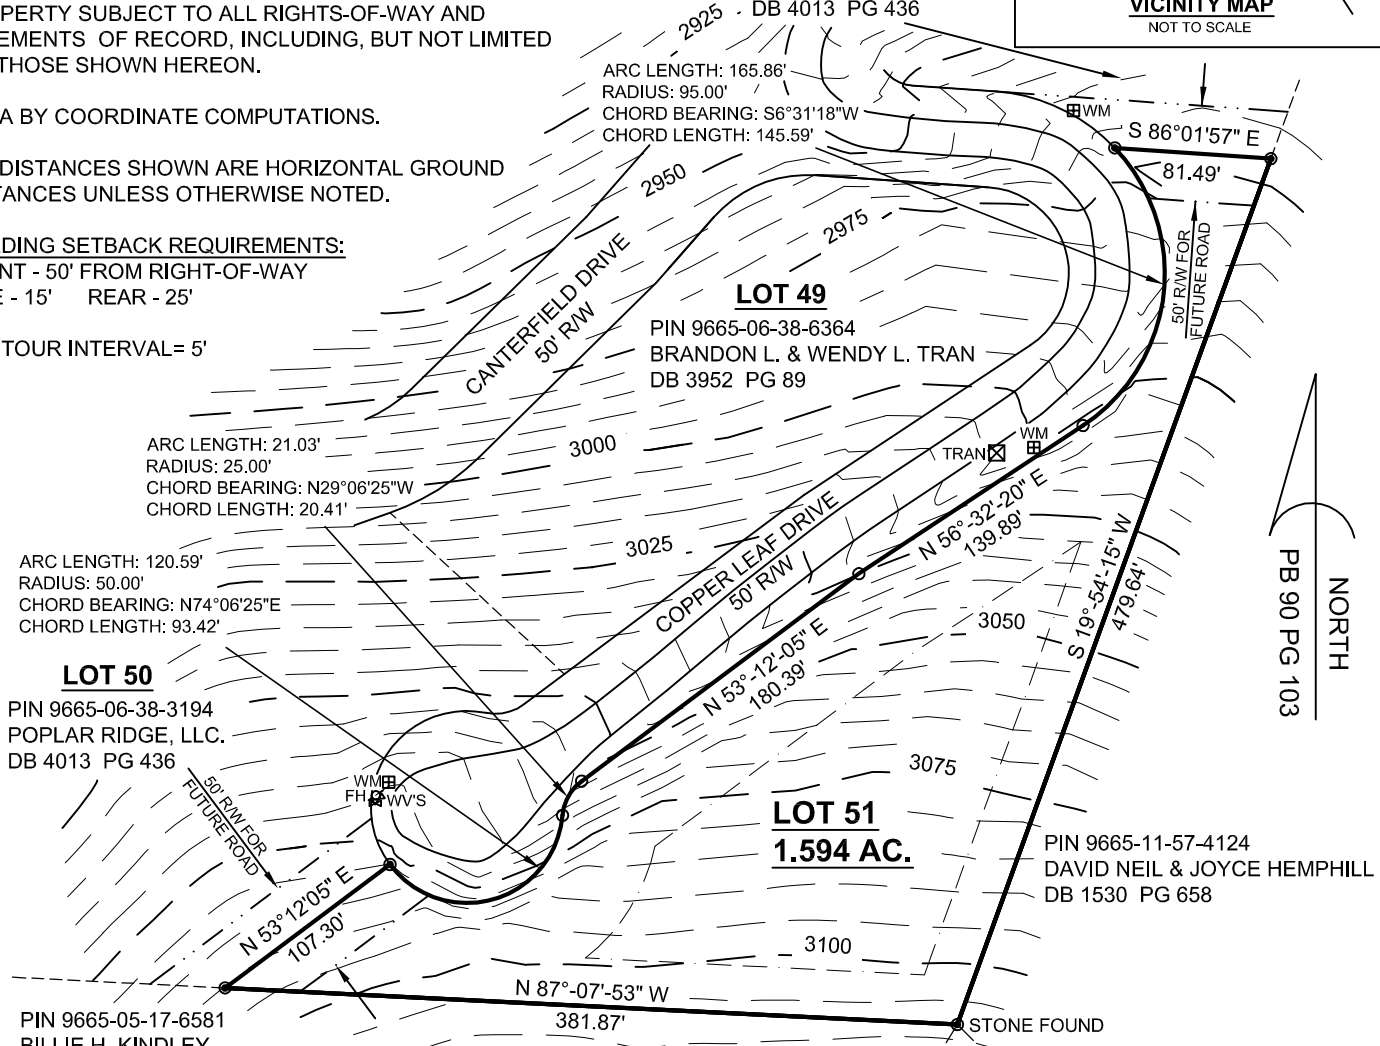 PERTY SUBJECT TO ALL RIGHTS-OF-WAY AND
EMENTS OF RECORD, INCLUDING, BUT NOT LIMITED
THOSE SHOWN HEREON.
A BY COORDINATE COMPUTATIONS.
DISTANCES SHOWN ARE HORIZONTAL GROUND
TANCES UNLESS OTHERWISE NOTED.
DING SETBACK REQUIREMENTS:
NT - 50' FROM RIGHT-OF-WAY
E - 15' REAR - 25'
TOUR INTERVAL= 5'
2925
DB 4013 PG 436
VICINITY MAP
NOT TO SCALE
ARC LENGTH: 165.86'
RADIUS: 95.00'
CHORD BEARING: S6°31'18"W
CHORD LENGTH: 145.59'
WM
S 86°01'57" E
81.49'
2950
2975
50' R/W FOR
FUTURE ROAD
CANTERFIELD DRIVE
50' R/W
LOT 49
PIN 9665-06-38-6364
BRANDON L. & WENDY L. TRAN
DB 3952 PG 89
3000
WM
TRAN
ARC LENGTH: 21.03'
RADIUS: 25.00'
CHORD BEARING: N29°06'25"W
CHORD LENGTH: 20.41'
N 56°-32'-20" E
139.89'
3025
COPPER LEAF DRIVE
50' R/W
S 19°-54'-15" W
479.64'
NORTH
PB 90 PG 103
ARC LENGTH: 120.59'
RADIUS: 50.00'
CHORD BEARING: N74°06'25"E
CHORD LENGTH: 93.42'
3050
N 53°-12'-05" E
180.39'
LOT 50
PIN 9665-06-38-3194
POPLAR RIDGE, LLC.
DB 4013 PG 436
3075
WM
FH
WV'S
50' R/W FOR
FUTURE ROAD
LOT 51
1.594 AC.
PIN 9665-11-57-4124
DAVID NEIL & JOYCE HEMPHILL
DB 1530 PG 658
N 53°12'05" E
107.30'
3100
N 87°-07'-53" W
381.87'
STONE FOUND
PIN 9665-05-17-6581
BILLIE H. KINDLEY